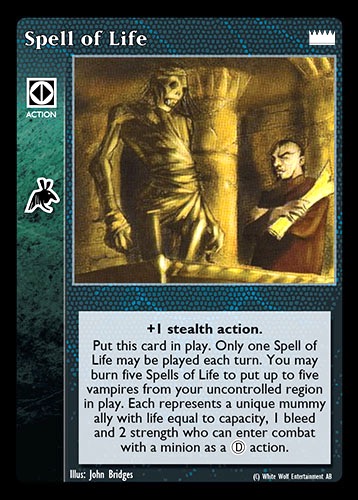 Spell of Life
ACTION
+1 stealth action.
Put this card in play. Only one Spell of
Life may be played each turn. You may
burn five Spells of Life to put up to five
vampires from your uncontrolled region
in play. Each represents a unique mummy
ally with life equal to capacity, 1 bleed
and 2 strength who can enter combat
with a minion as a Ⓓ action.
Illus: John Bridges
(C) White Wolf Entertainment AB